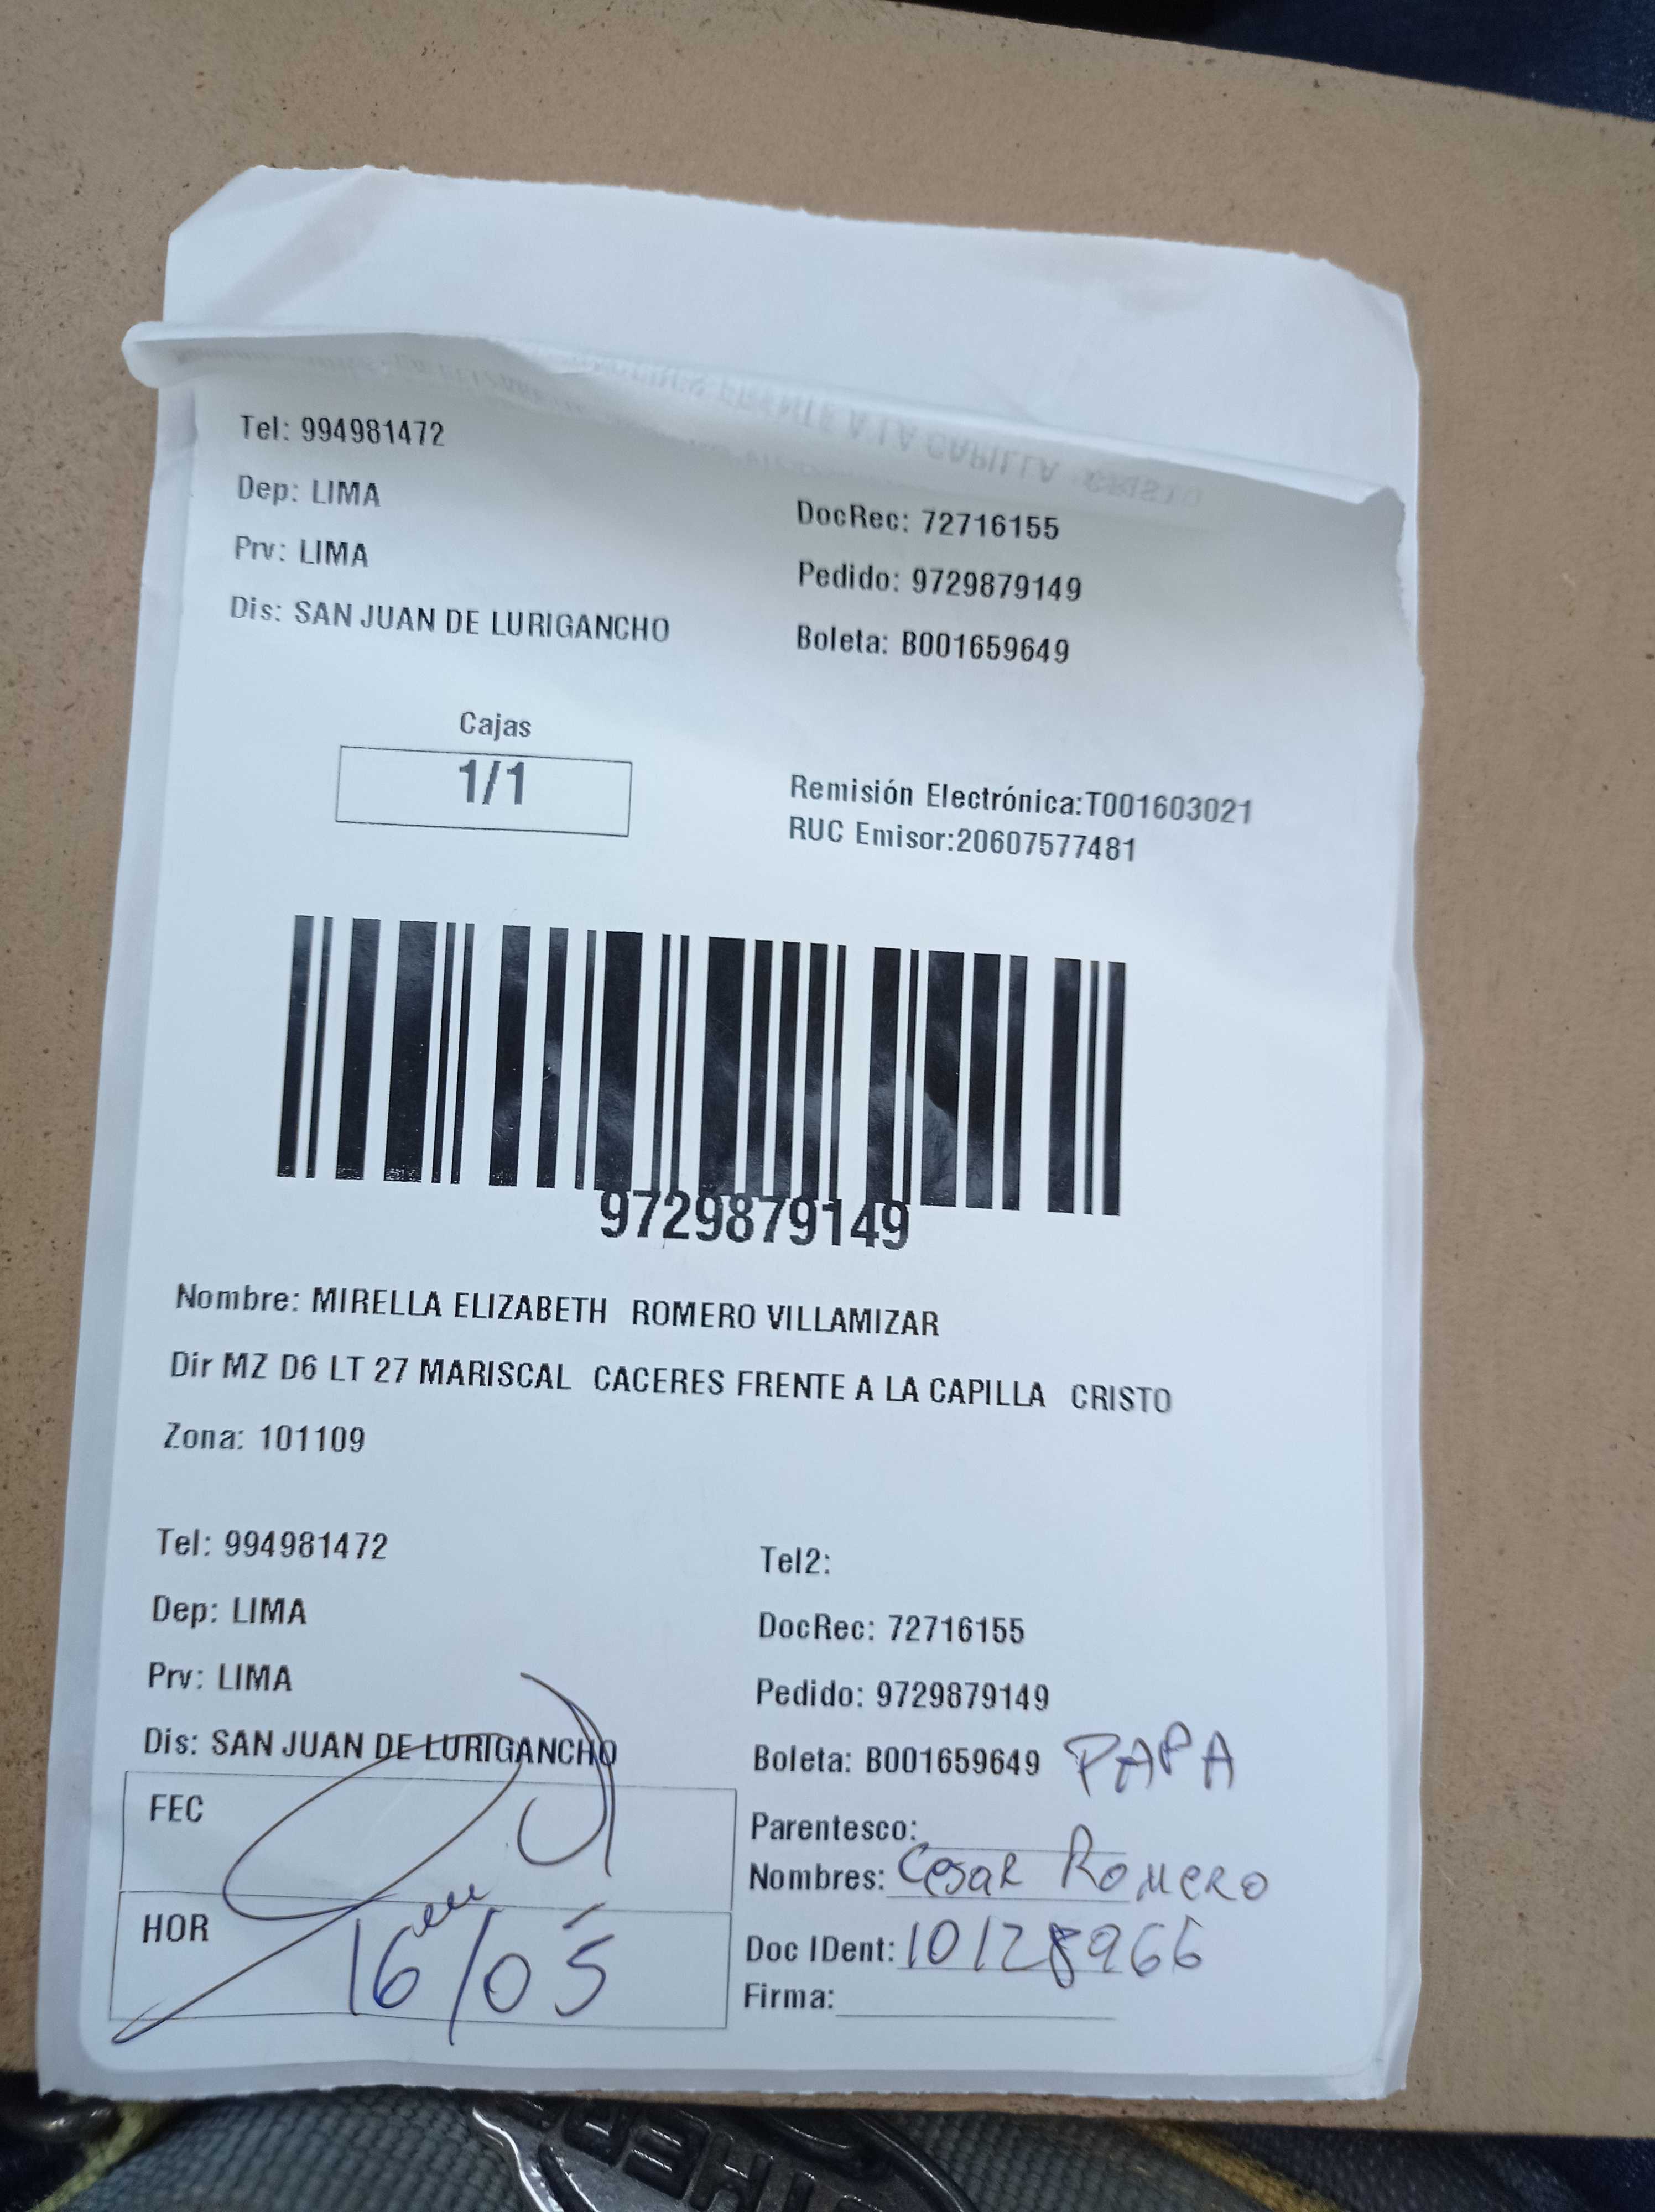 Tel: 994981472
Dep: LIMA
Prv: LIMA
Dis: SAN JUAN DE LURIGANCHO
DocRec: 72716155
Pedido: 9729879149
Boleta: B001659649
Cajas
1/1
Remisión Electrónica:T001603021
RUC Emisor:20607577481
9729879149
Nombre: MIRELLA ELIZABETH ROMERO VILLAMIZAR
Dir MZ D6 LT 27 MARISCAL CACERES FRENTE A LA CAPILLA CRISTO
Zona: 101109
Tel: 994981472
Dep: LIMA
Prv: LIMA
Dis: SAN JUAN DE LURIGANCHO
Tel2:
DocRec: 72716155
Pedido: 9729879149
Boleta: B001659649
PAPA
Parentesco:
Nombres: Cesar Romero
Doc IDent: 10128966
Firma:
FEC
HOR
16/05